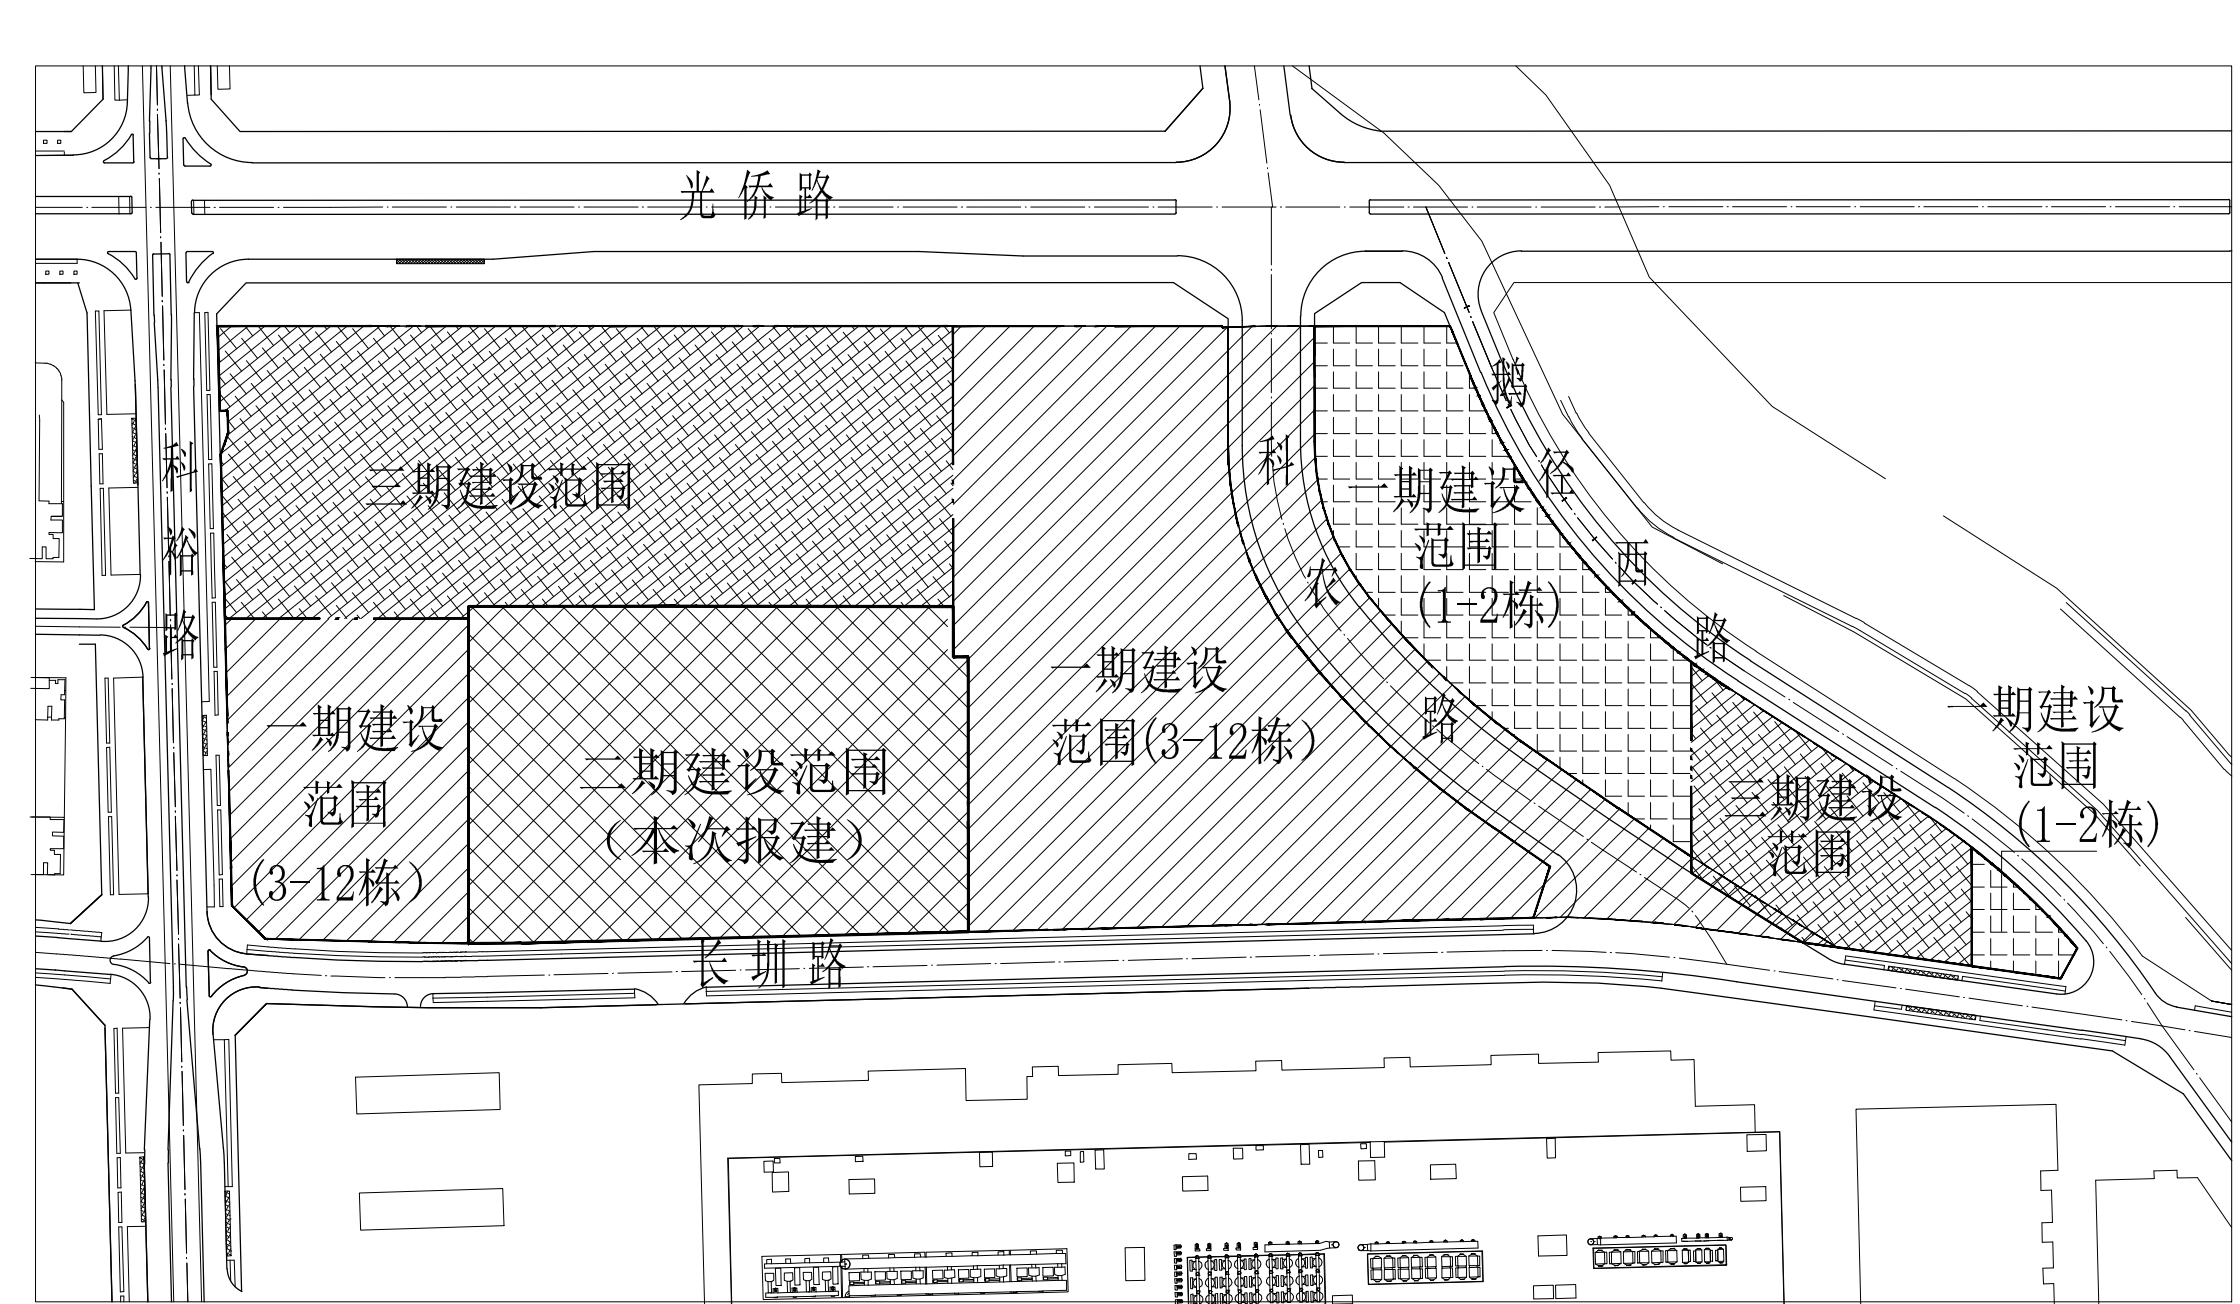 光侨路
科裕路
鹅径西路
科农路
三期建设范围
一期建设
范围
(1-2栋)
一期建设
范围(3-12栋)
一期建设
范围
(3-12栋)
二期建设范围
(本次报建)
三期建设
范围
一期建设
范围
(1-2栋)
长圳路